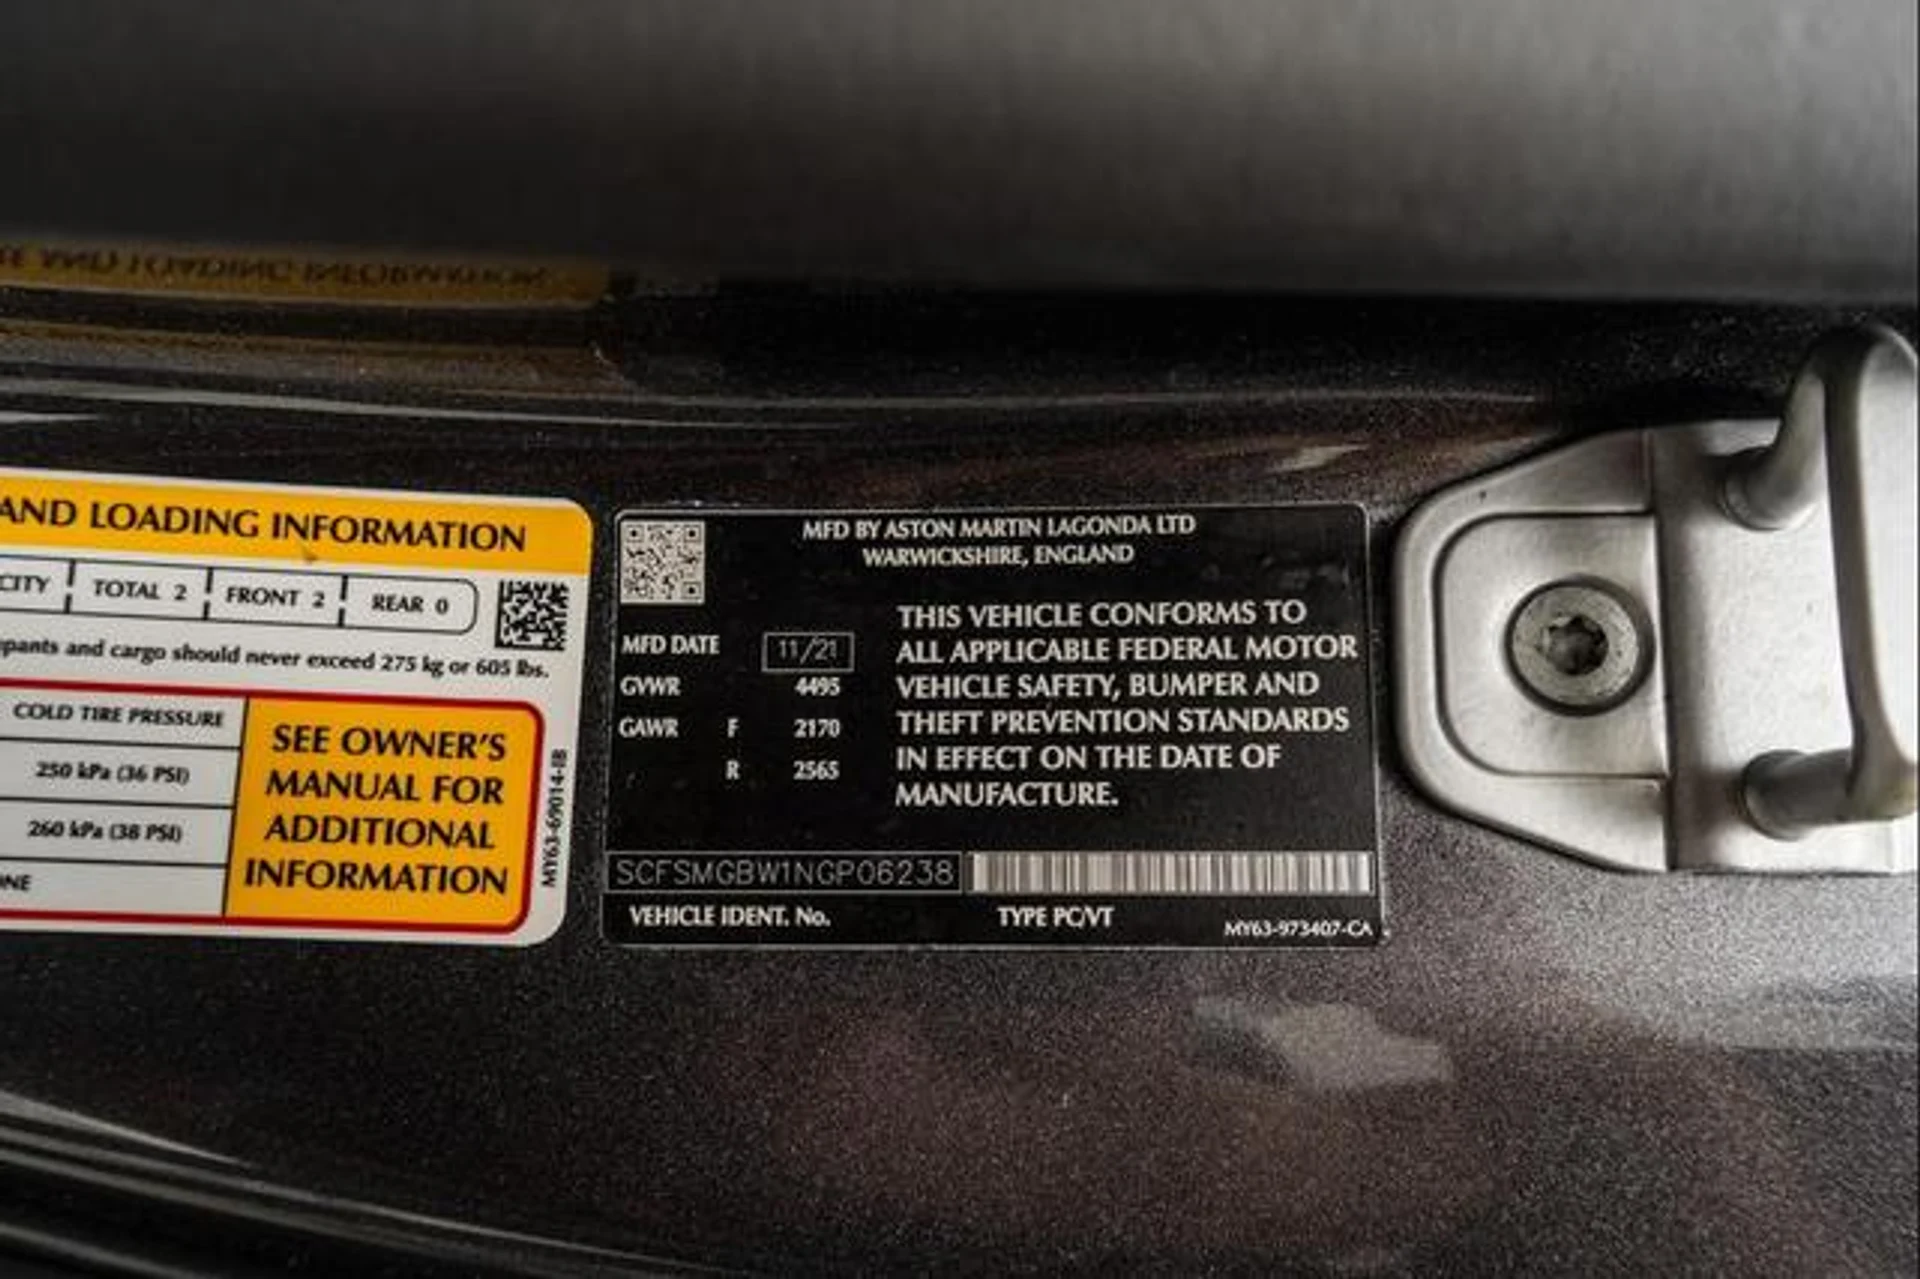 AND LOADING INFORMATION
CITY TOTAL 2 FRONT 2 REAR 0
pants and cargo should never exceed 275 kg or 605 lbs.
COLD TIRE PRESSURE
250 kPa (36 PSI)
260 kPa (38 PSI)
NE
SEE OWNER'S
MANUAL FOR
ADDITIONAL
INFORMATION
MY63-69014-IB
MFD BY ASTON MARTIN LAGONDA LTD
WARWICKSHIRE, ENGLAND
MFD DATE 11/21
GVWR 4495
GAWR F 2170
R 2565
THIS VEHICLE CONFORMS TO
ALL APPLICABLE FEDERAL MOTOR
VEHICLE SAFETY, BUMPER AND
THEFT PREVENTION STANDARDS
IN EFFECT ON THE DATE OF
MANUFACTURE.
SCFSMGBW1NGP06238
VEHICLE IDENT. No. TYPE PC/VT MY63-973407-CA